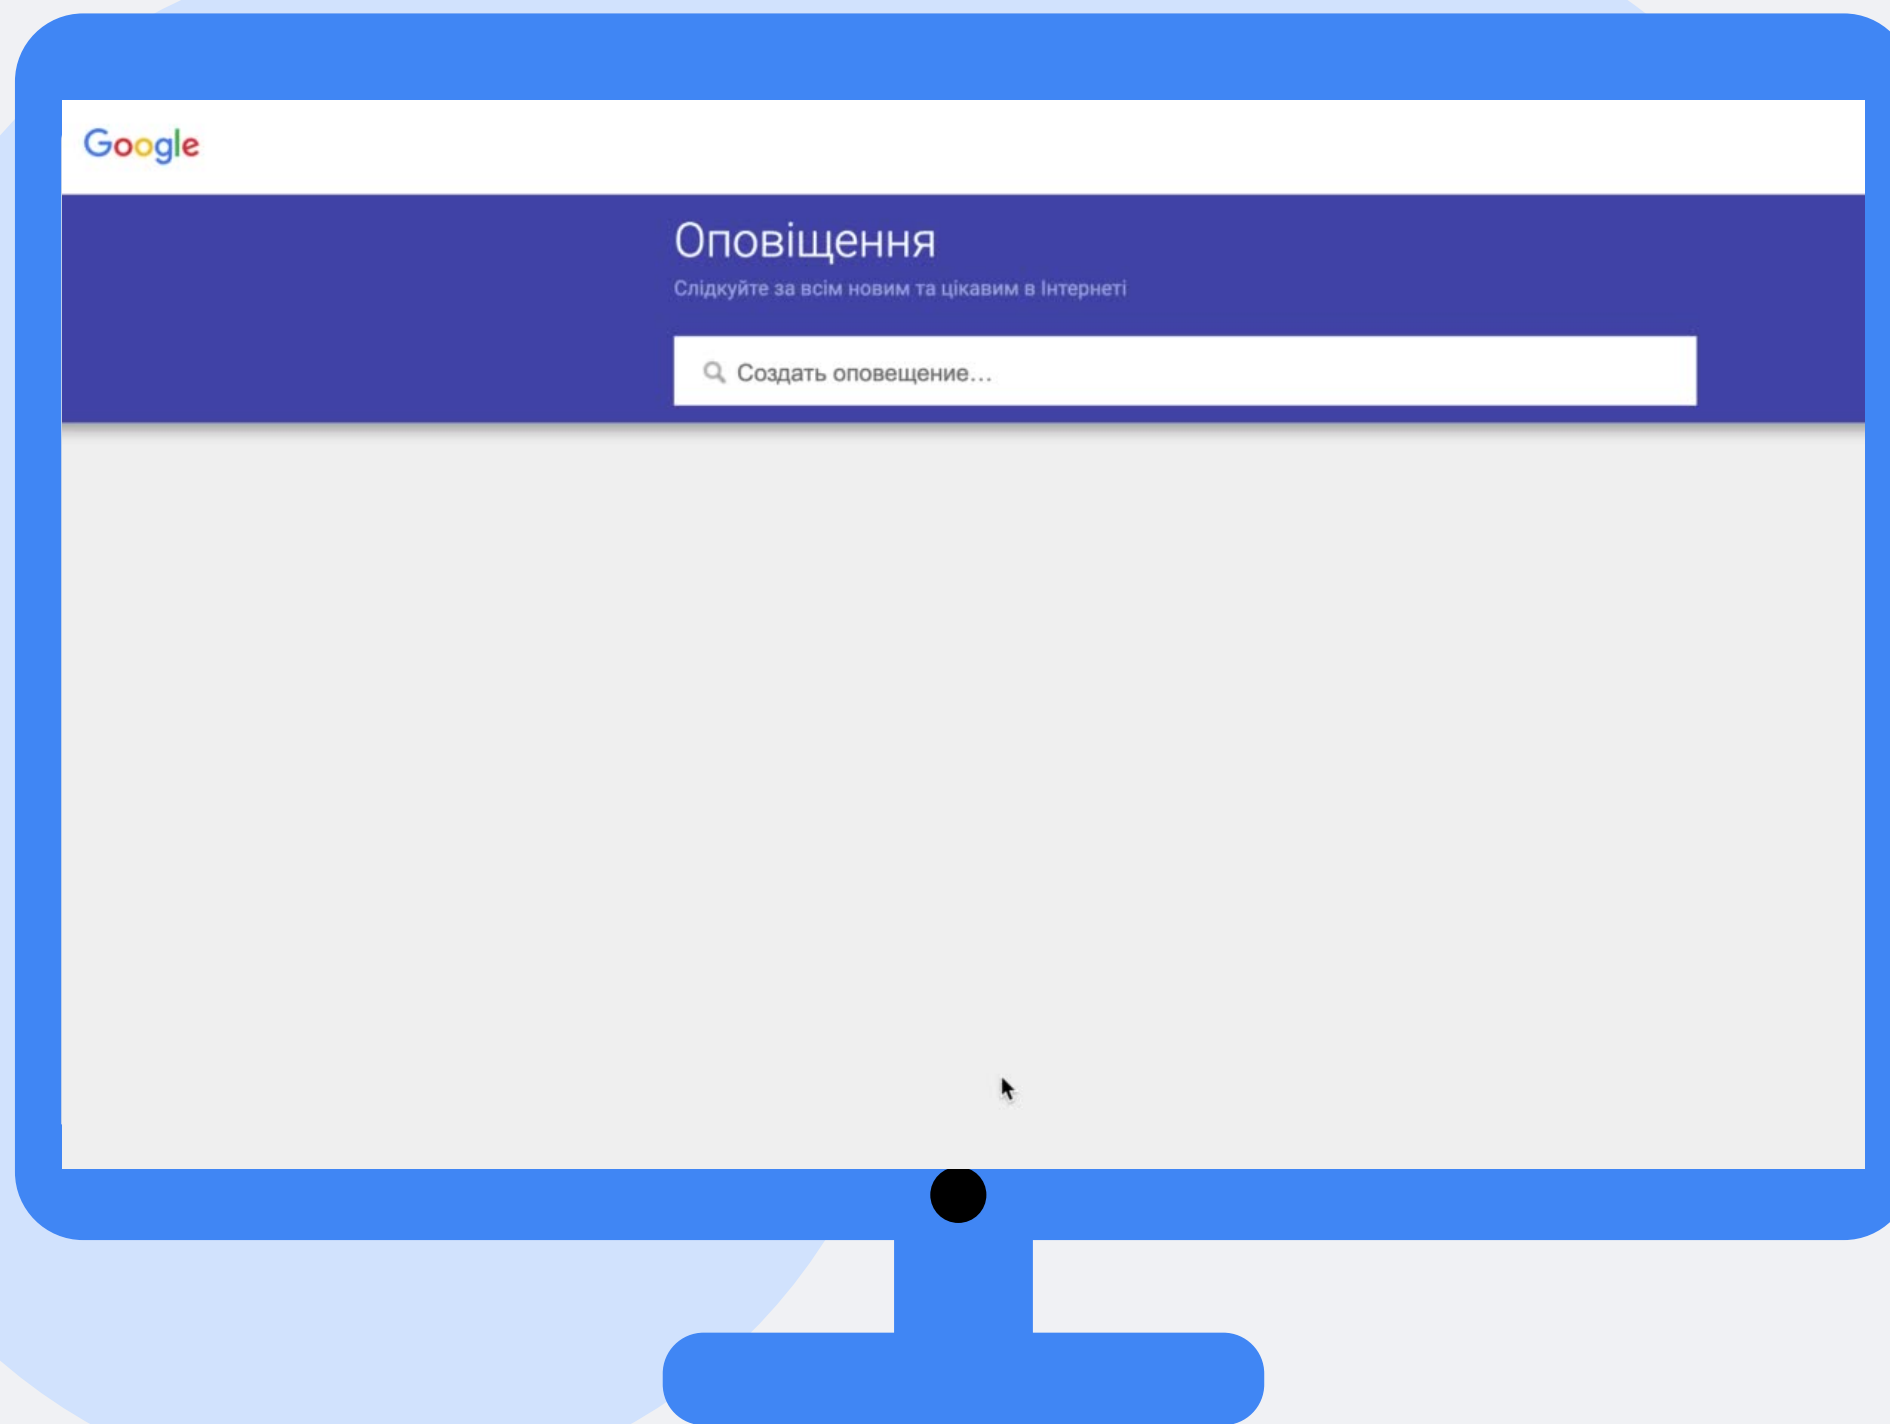 Google
Оповіщення
Слідкуйте за всім новим та цікавим в Інтернеті
Создать оповещение...